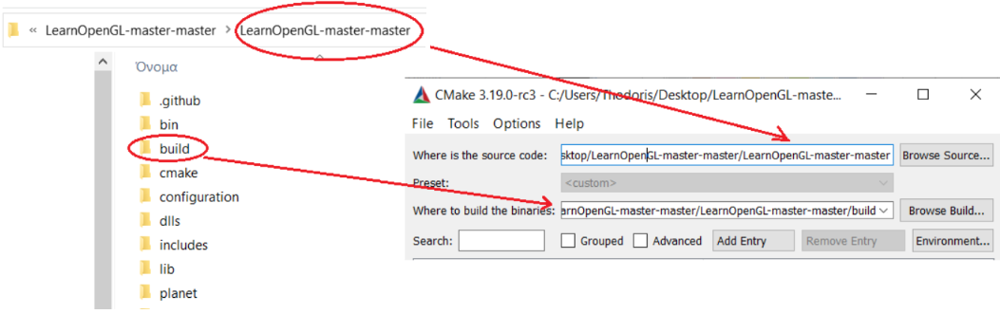 « LearnOpenGL-master-master > LearnOpenGL-master-master
Όνομα
.github
bin
build
cmake
configuration
dlls
includes
lib
planet
CMake 3.19.0-rc3 - C:/Users/Thodoris/Desktop/LearnOpenGL-maste...
File Tools Options Help
Where is the source code: sktop/LearnOpenGL-master-master/LearnOpenGL-master-master Browse Source...
Preset: <custom>
Where to build the binaries: arnOpenGL-master-master/LearnOpenGL-master-master/build Browse Build...
Search: Grouped Advanced Add Entry Remove Entry Environment...